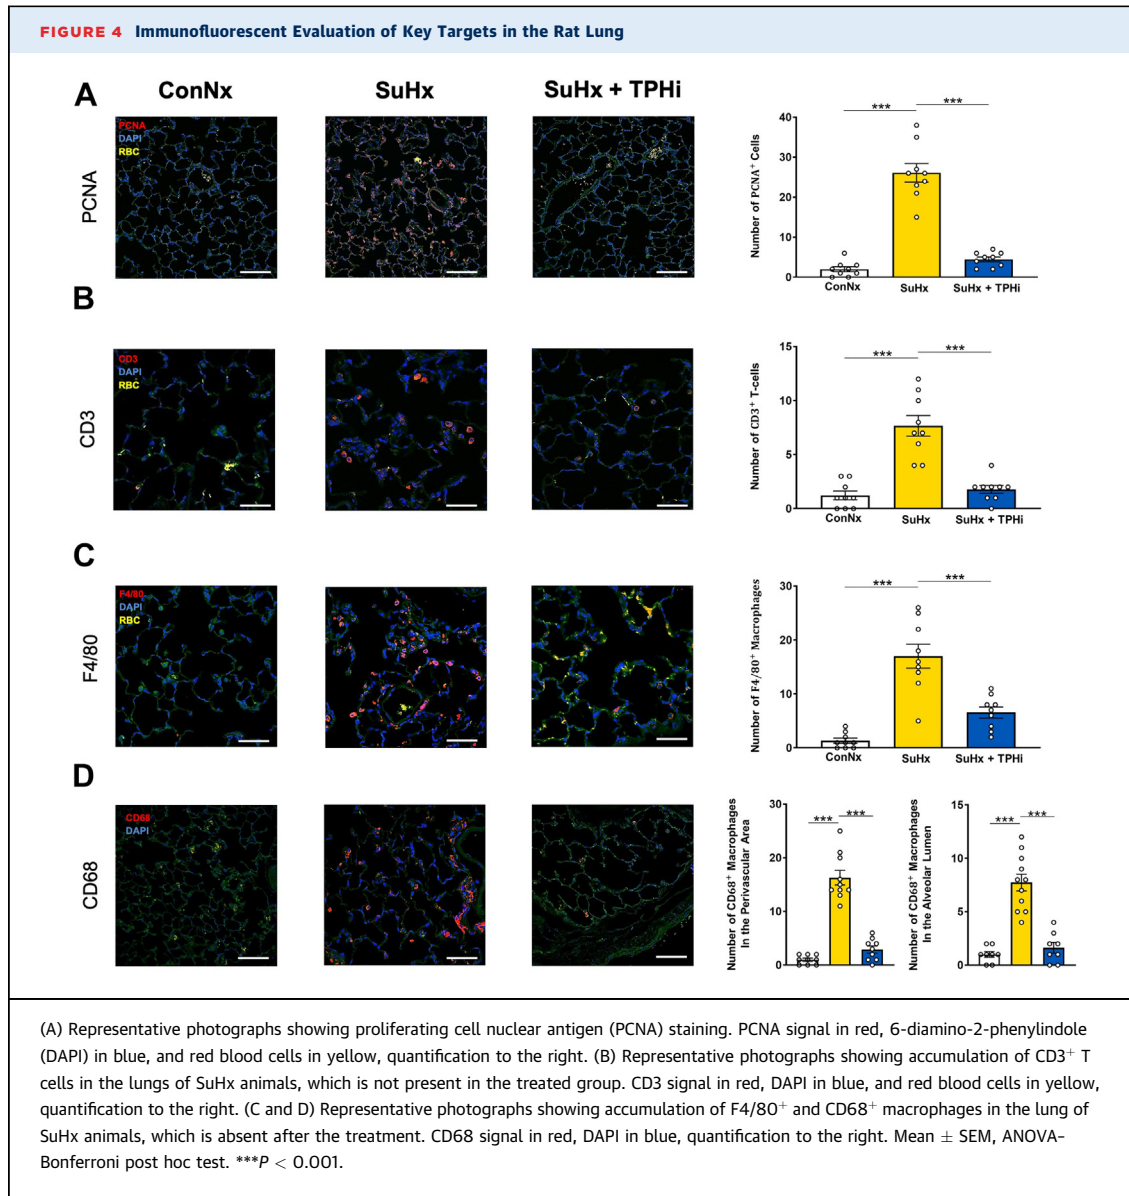 FIGURE 4 Immunofluorescent Evaluation of Key Targets in the Rat Lung
A
ConNx
SuHx
SuHx + TPHi
PCNA
PCNA
DAPI
RBC
Number of PCNA+ Cells
40
30
20
10
0
***
***
ConNx
SuHx
SuHx + TPHi
B
CD3
CD3
DAPI
RBC
Number of CD3+ T-cells
15
10
5
0
***
***
ConNx
SuHx
SuHx + TPHi
C
F4/80
F4/80
DAPI
RBC
Number of F4/80+ Macrophages
30
20
10
0
***
***
ConNx
SuHx
SuHx + TPHi
D
CD68
CD68
DAPI
Number of CD68+ Macrophages
In the Perivascular Area
30
20
10
0
***
***
Number of CD68+ Macrophages
In the Alveolar Lumen
15
10
5
0
***
***
(A) Representative photographs showing proliferating cell nuclear antigen (PCNA) staining. PCNA signal in red, 6-diamino-2-phenylindole
(DAPI) in blue, and red blood cells in yellow, quantification to the right. (B) Representative photographs showing accumulation of CD3+ T
cells in the lungs of SuHx animals, which is not present in the treated group. CD3 signal in red, DAPI in blue, and red blood cells in yellow,
quantification to the right. (C and D) Representative photographs showing accumulation of F4/80+ and CD68+ macrophages in the lung of
SuHx animals, which is absent after the treatment. CD68 signal in red, DAPI in blue, quantification to the right. Mean ± SEM, ANOVA-
Bonferroni post hoc test. ***P < 0.001.